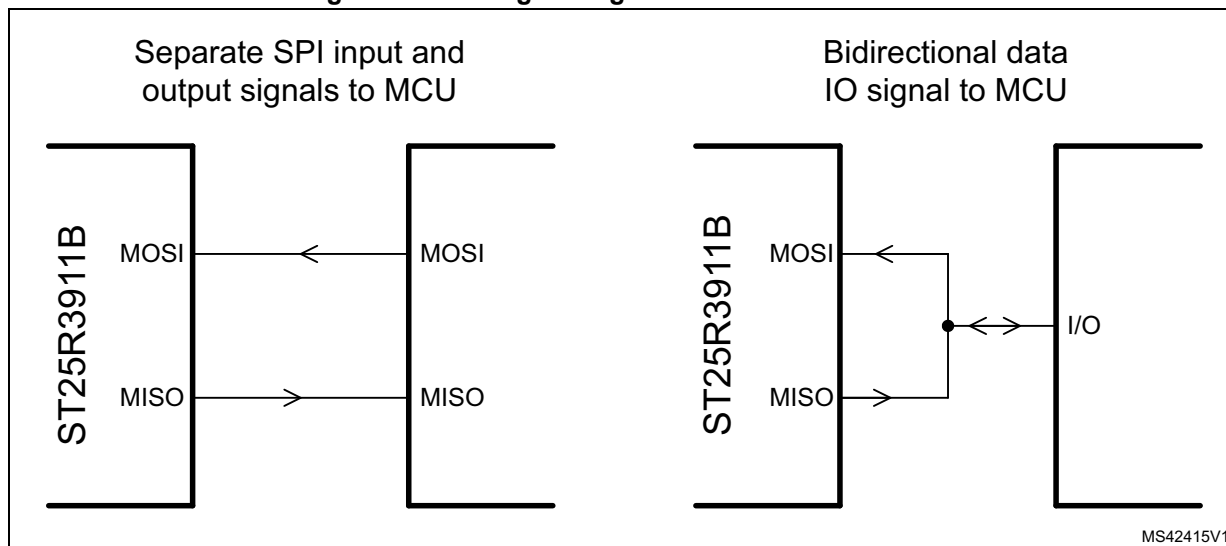 Separate SPI input and
output signals to MCU
ST25R3911B
MOSI
MOSI
MISO
MISO
Bidirectional data
IO signal to MCU
ST25R3911B
MOSI
I/O
MISO
MS42415V1